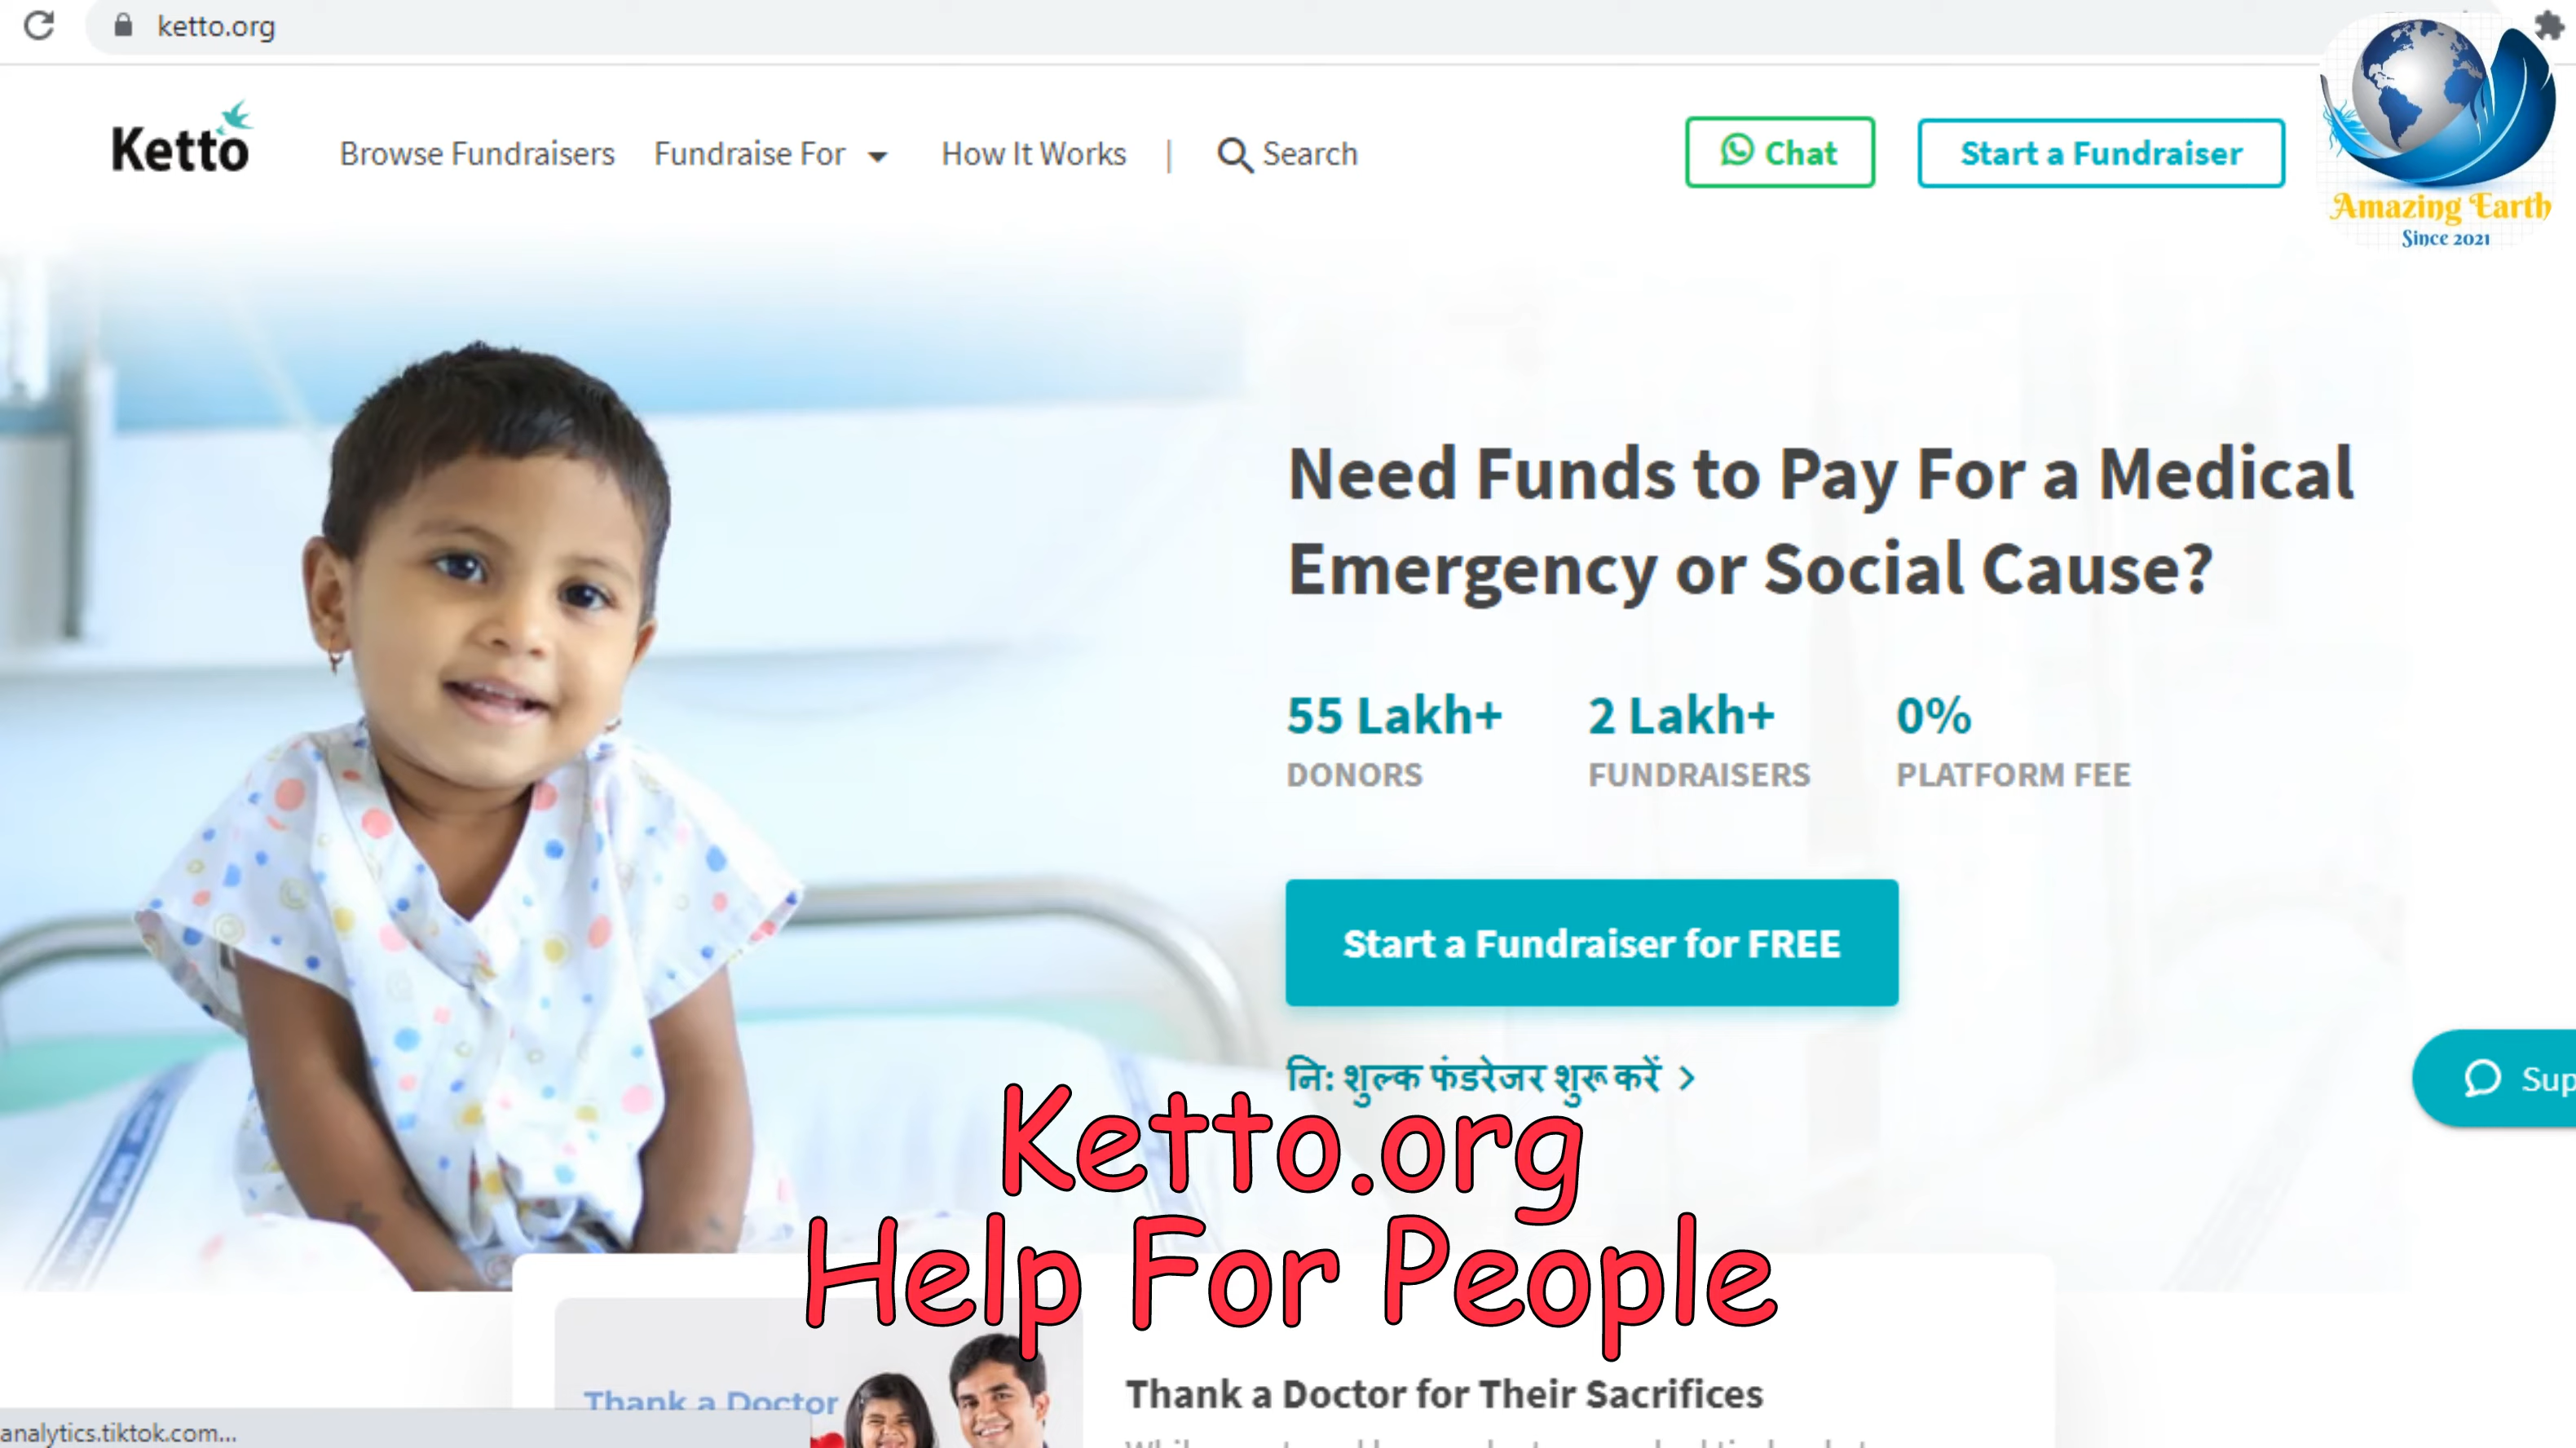 ketto.org
Ketto
Browse Fundraisers
Fundraise For
How It Works
|
Search
Chat
Start a Fundraiser
Amazing Earth
Since 2021
Need Funds to Pay For a Medical
Emergency or Social Cause?
55 Lakh+
DONORS
2 Lakh+
FUNDRAISERS
0%
PLATFORM FEE
Start a Fundraiser for FREE
नि: शुल्क फंडरेजर शुरू करें
Ketto.org
Help For People
Thank a Doctor
Thank a Doctor for Their Sacrifices
analytics.tiktok.com...